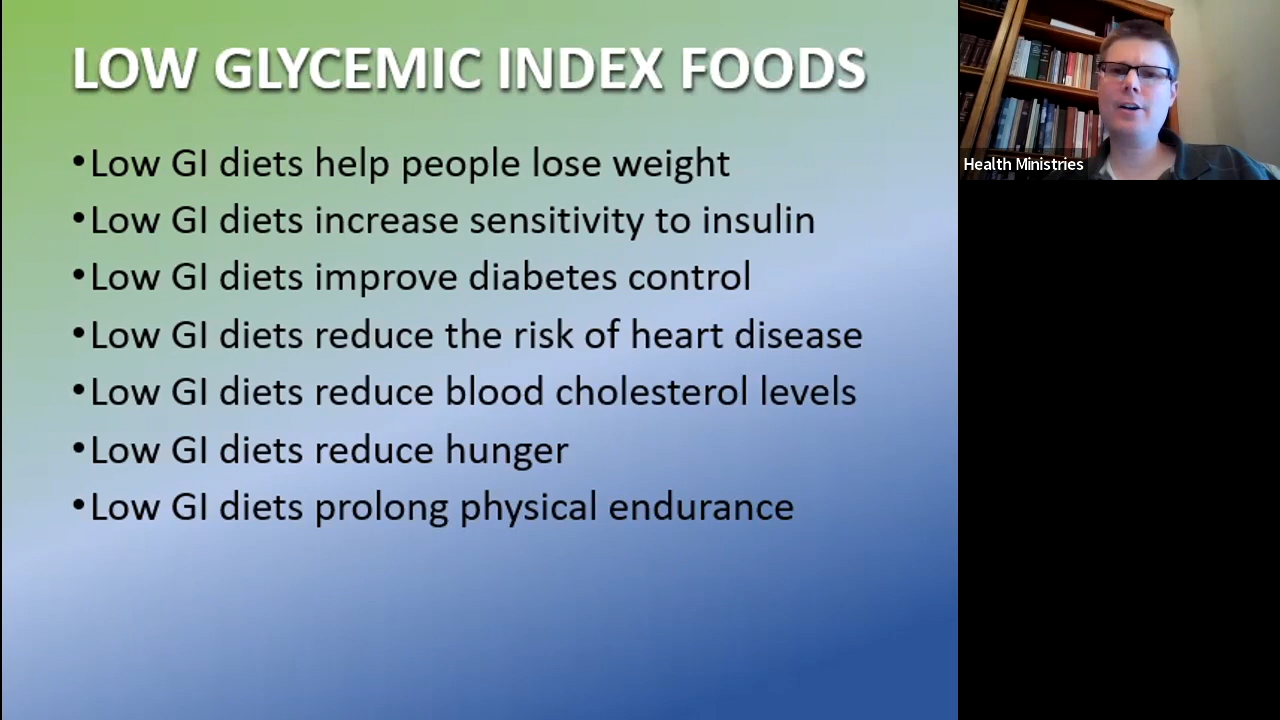 LOW GLYCEMIC INDEX FOODS
•Low GI diets help people lose weight
•Low GI diets increase sensitivity to insulin
•Low GI diets improve diabetes control
•Low GI diets reduce the risk of heart disease
•Low GI diets reduce blood cholesterol levels
•Low GI diets reduce hunger
•Low GI diets prolong physical endurance
Health Ministries